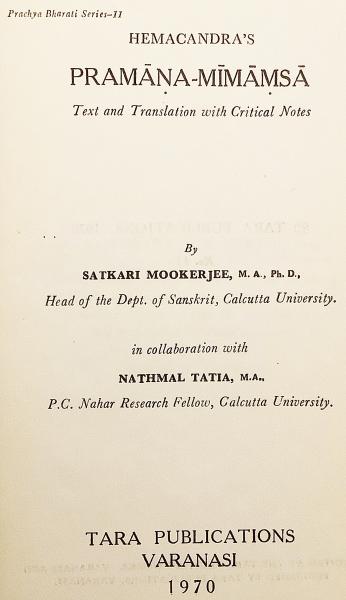 Prachya Bharati Series–11
HEMACANDRA'S
PRAMĀṆA-MĪMĀṂSĀ
Text and Translation with Critical Notes
By
SATKARI MOOKERJEE, M. A., Ph. D.,
Head of the Dept. of Sanskrit, Calcutta University.
in collaboration with
NATHMAL TATIA, M.A.,
P.C. Nahar Research Fellow, Calcutta University.
TARA PUBLICATIONS
VARANASI
1970